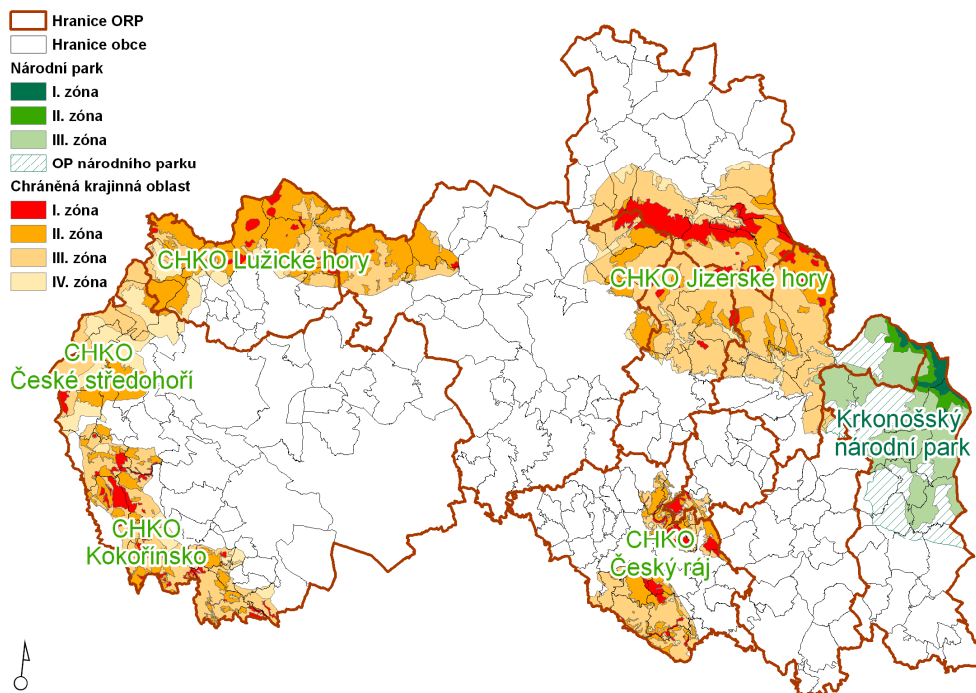 Hranice ORP
Hranice obce
Národní park
I. zóna
II. zóna
III. zóna
OP národního parku
Chráněná krajinná oblast
I. zóna
II. zóna
III. zóna
IV. zóna
CHKO Lužické hory
CHKO Jizerské hory
CHKO
České středohoří
Krkonošský
národní park
CHKO
Kokořínsko
CHKO
Český ráj